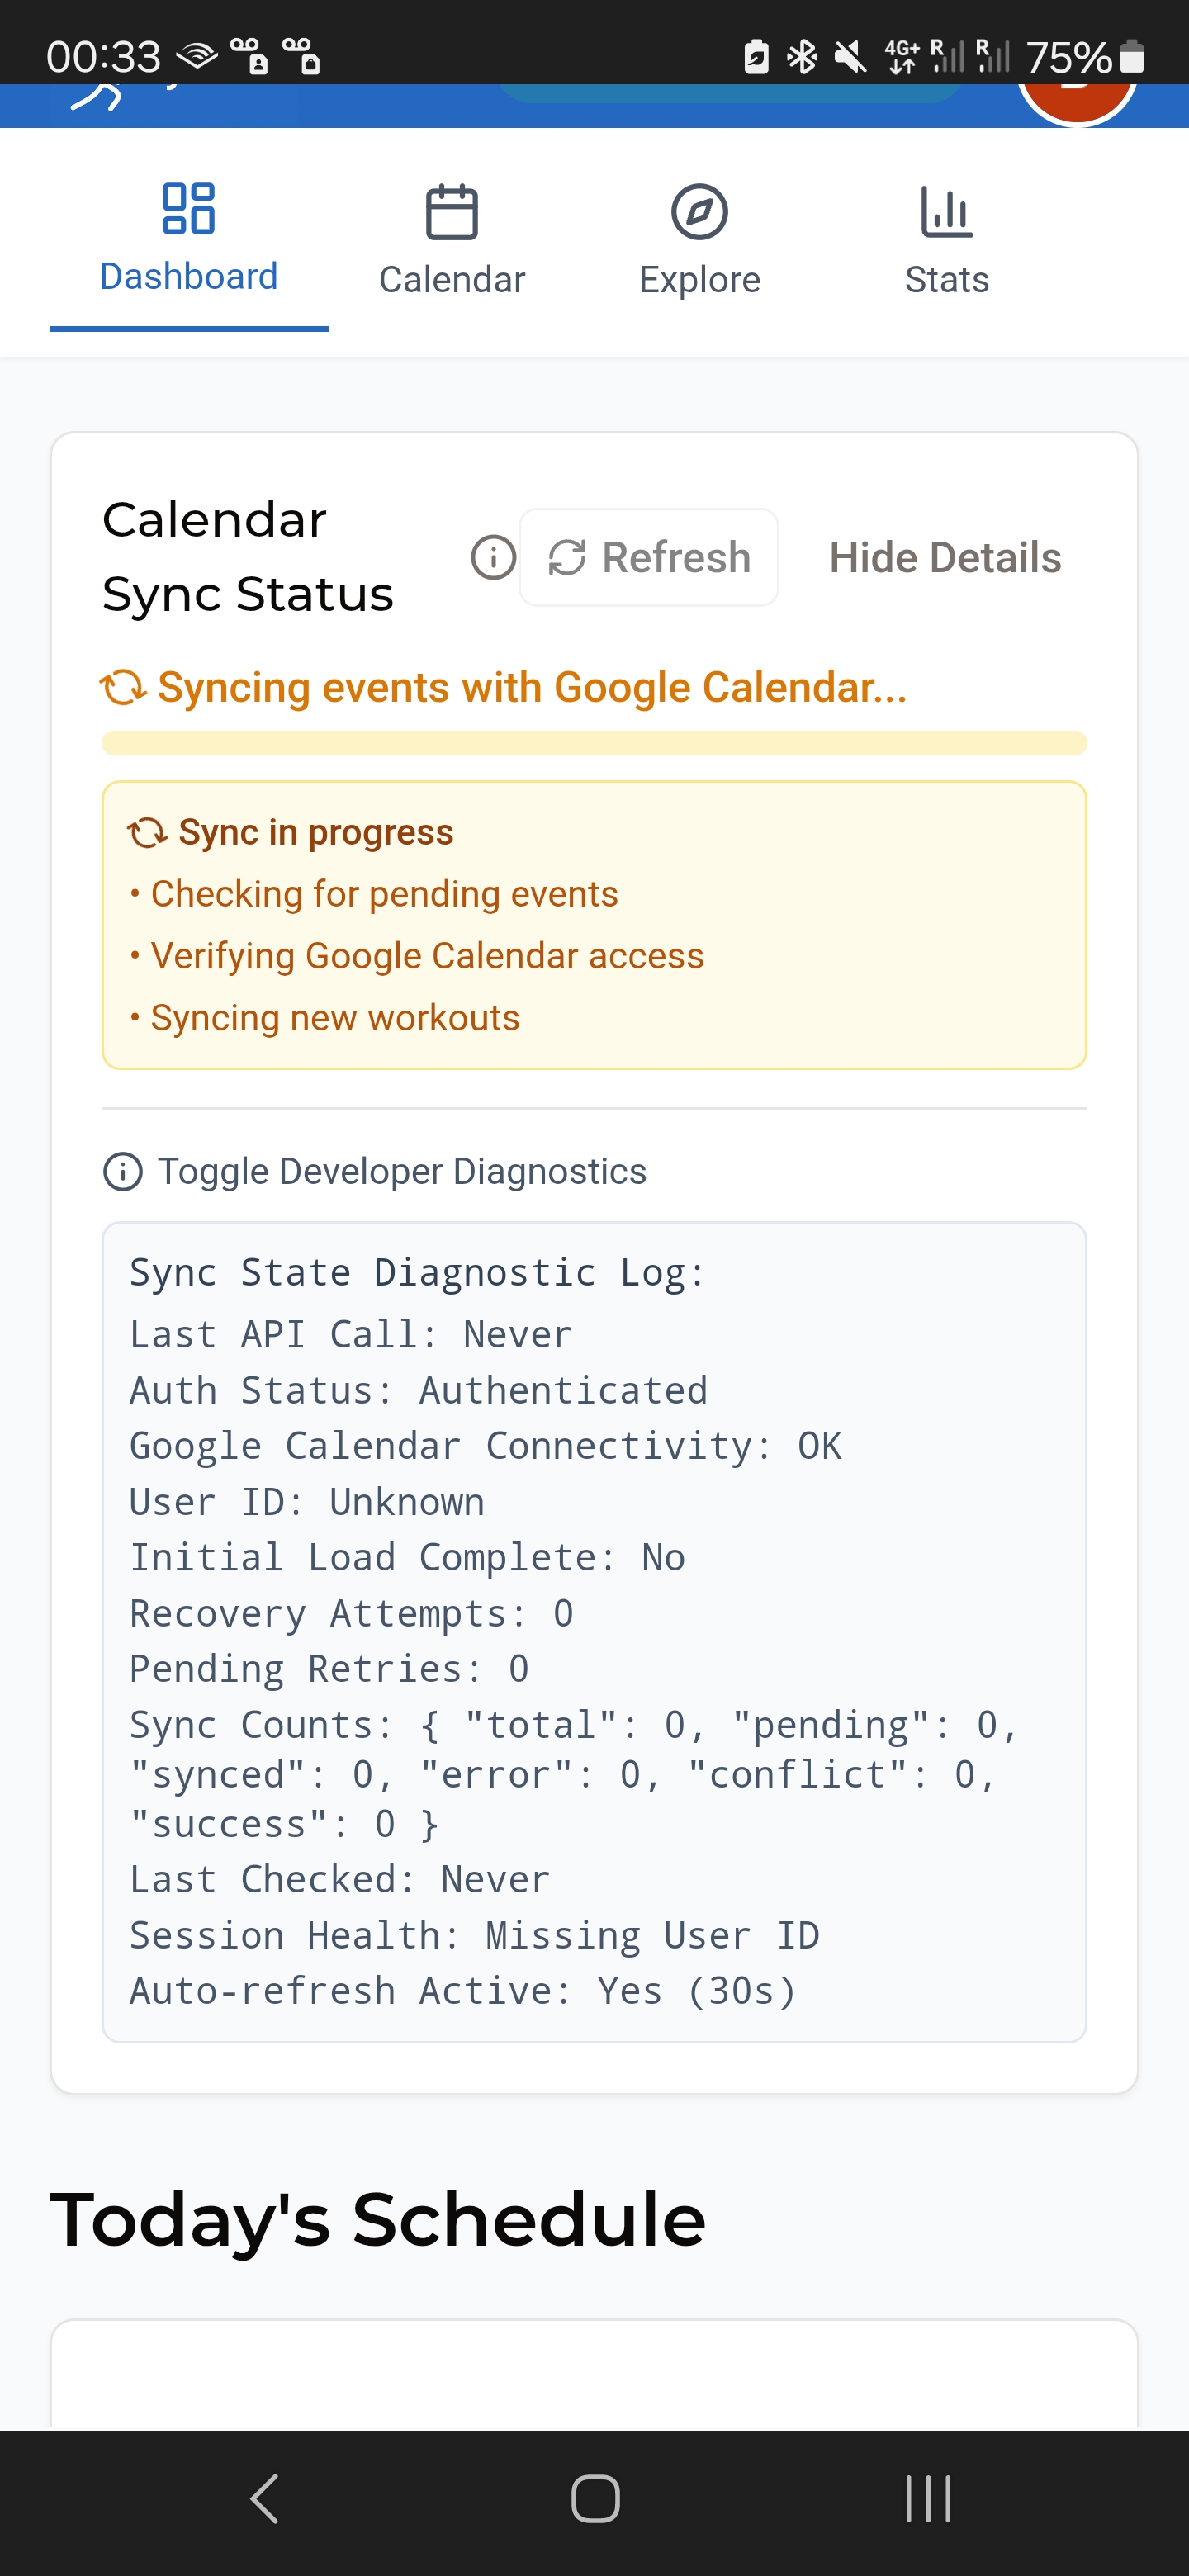 00:33
4G+ R R 75%
Dashboard
Calendar
Explore
Stats
Calendar
Sync Status
Refresh
Hide Details
Syncing events with Google Calendar...
Sync in progress
• Checking for pending events
• Verifying Google Calendar access
• Syncing new workouts
Toggle Developer Diagnostics
Sync State Diagnostic Log:
Last API Call: Never
Auth Status: Authenticated
Google Calendar Connectivity: OK
User ID: Unknown
Initial Load Complete: No
Recovery Attempts: 0
Pending Retries: 0
Sync Counts: { "total": 0, "pending": 0,
"synced": 0, "error": 0, "conflict": 0,
"success": 0 }
Last Checked: Never
Session Health: Missing User ID
Auto-refresh Active: Yes (30s)
Today's Schedule